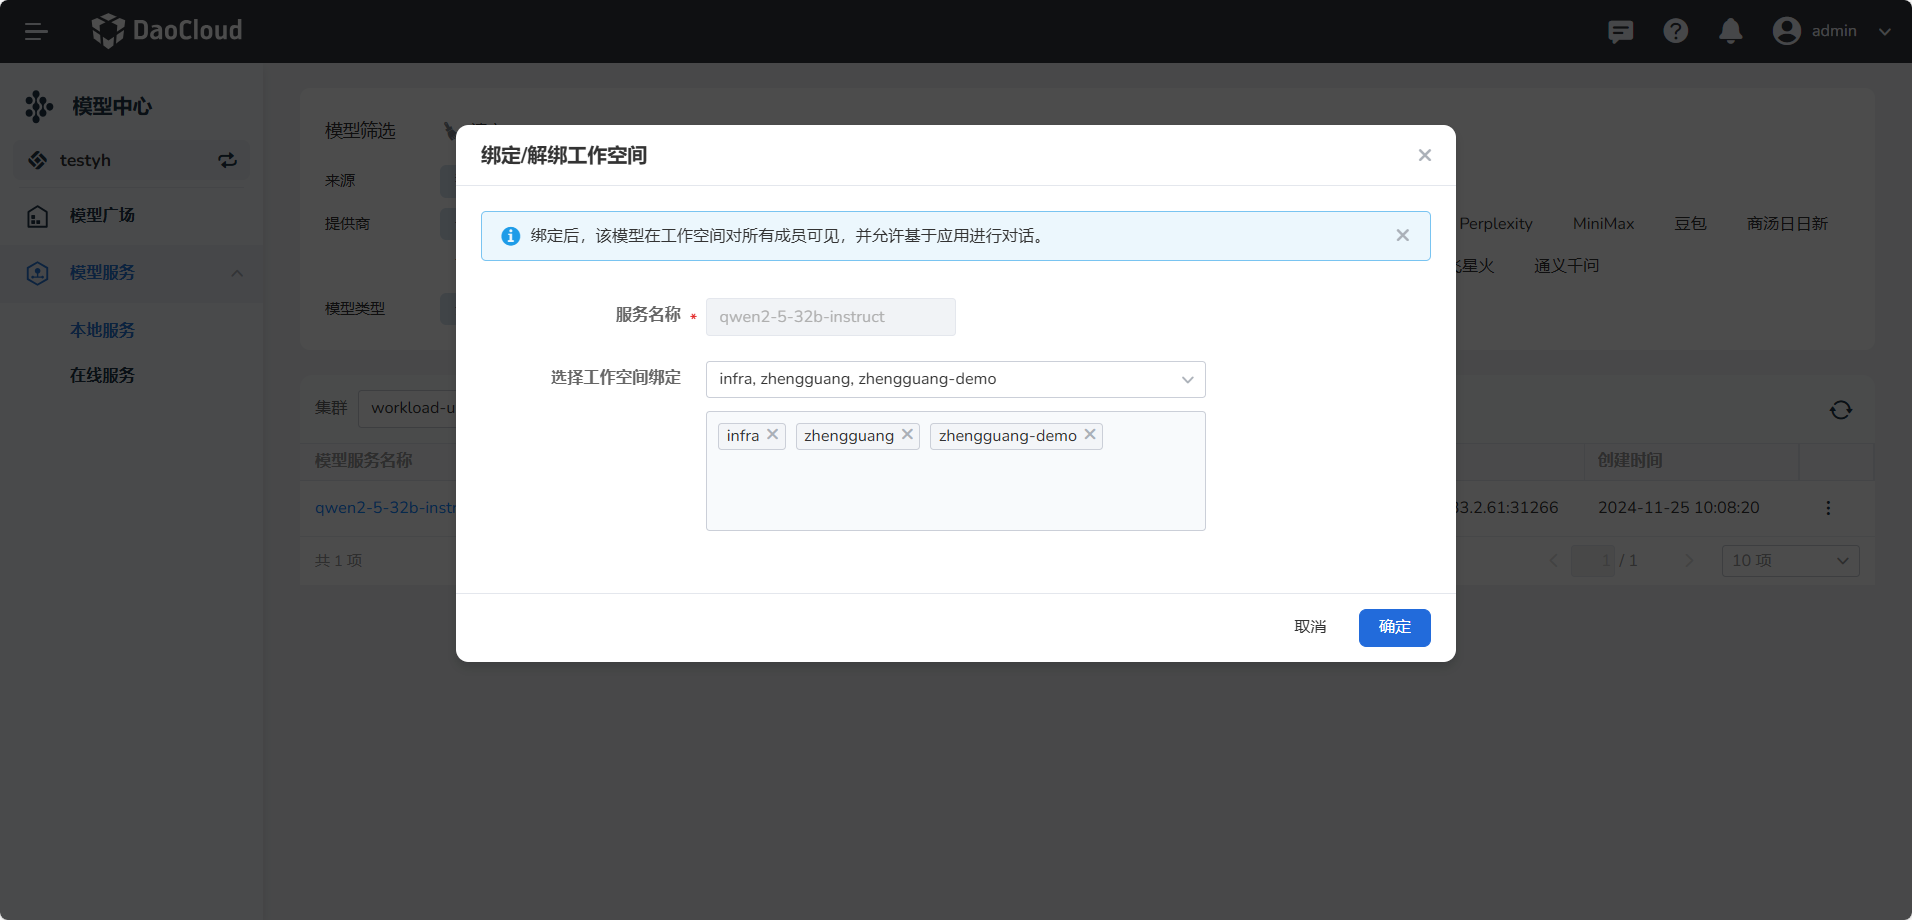 DaoCloud
admin
模型中心
testyh
模型广场
模型服务
本地服务
在线服务
模型筛选
来源
提供商
Perplexity MiniMax 豆包 商汤日日新
星火 通义千问
模型类型
绑定/解绑工作空间
绑定后，该模型在工作空间对所有成员可见，并允许基于应用进行对话。
服务名称 *
qwen2-5-32b-instruct
选择工作空间绑定
infra, zhengguang, zhengguang-demo
infra zhengguang zhengguang-demo
取消 确定
集群 workload-u
模型服务名称 创建时间
qwen2-5-32b-instr 33.2.61:31266 2024-11-25 10:08:20
共 1 项 1 / 1 10 项